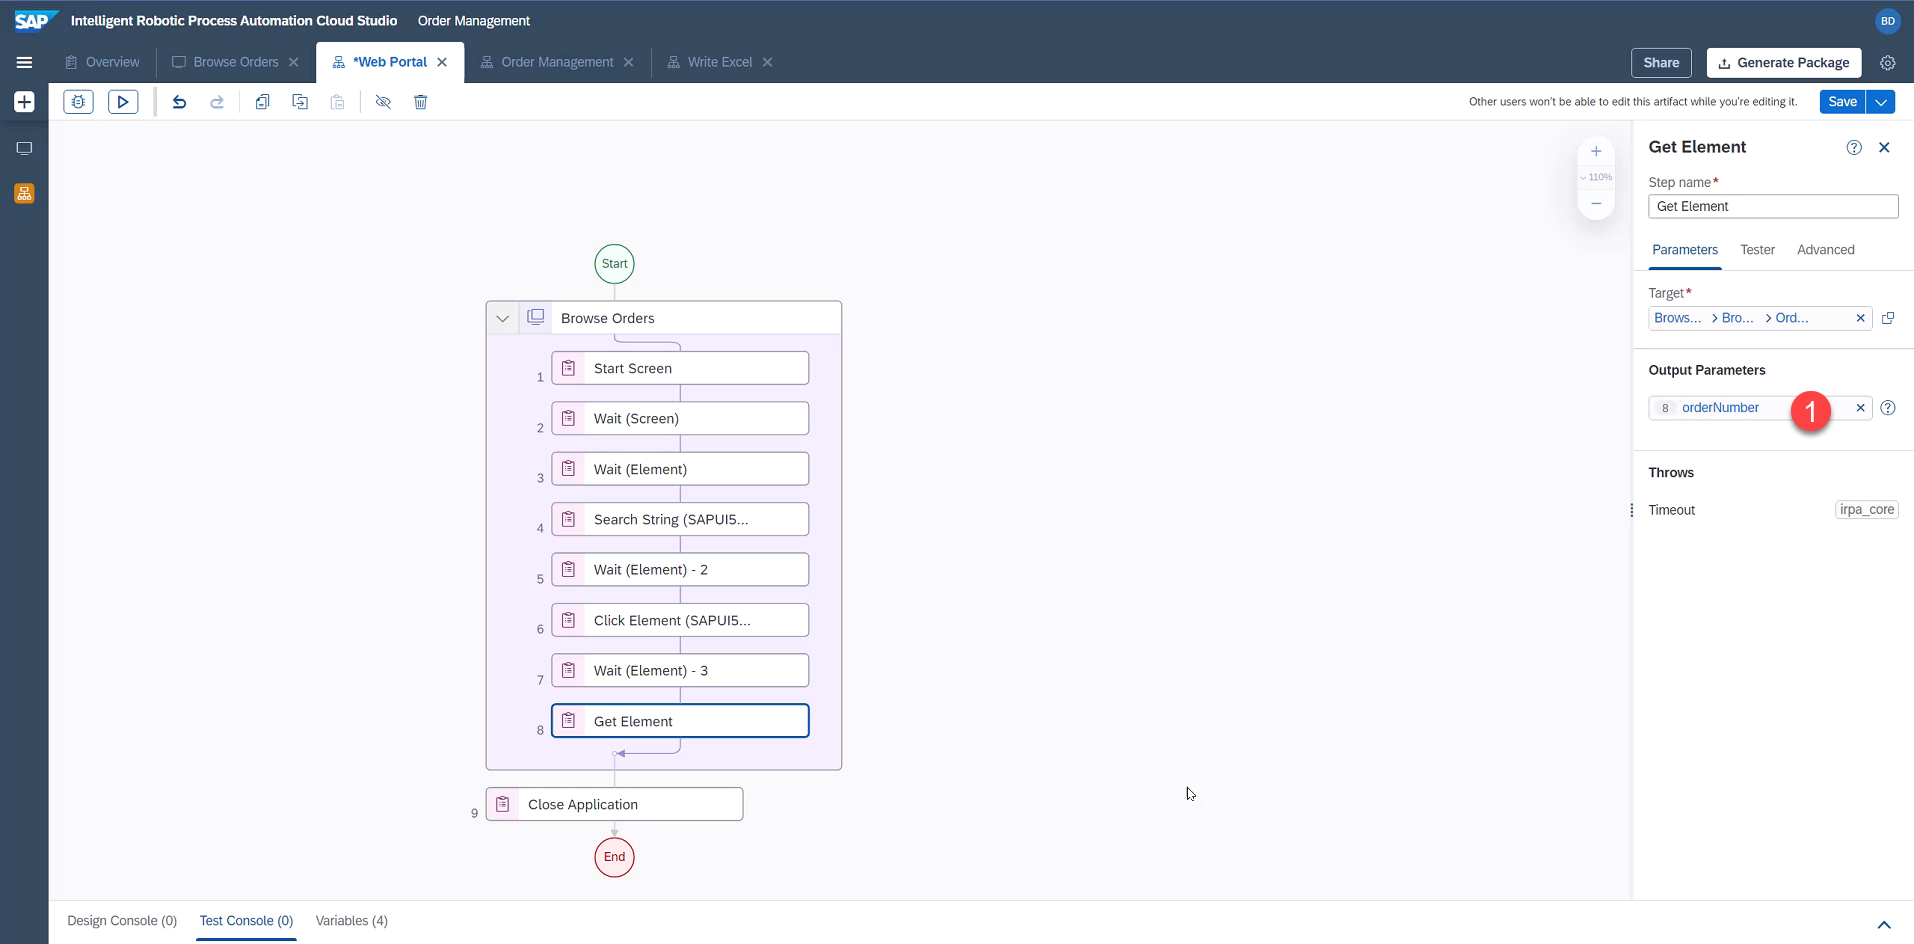 SAP Intelligent Robotic Process Automation Cloud Studio Order Management BD
Overview Browse Orders *Web Portal Order Management Write Excel Share Generate Package
Other users won't be able to edit this artifact while you're editing it. Save
110%
Start
Browse Orders
1 Start Screen
2 Wait (Screen)
3 Wait (Element)
4 Search String (SAPUI5...
5 Wait (Element) - 2
6 Click Element (SAPUI5...
7 Wait (Element) - 3
8 Get Element
9 Close Application
End
Get Element
Step name*
Get Element
Parameters Tester Advanced
Target*
Brows... > Bro... > Ord...
Output Parameters
8 orderNumber 1
Throws
Timeout irpa_core
Design Console (0) Test Console (0) Variables (4)